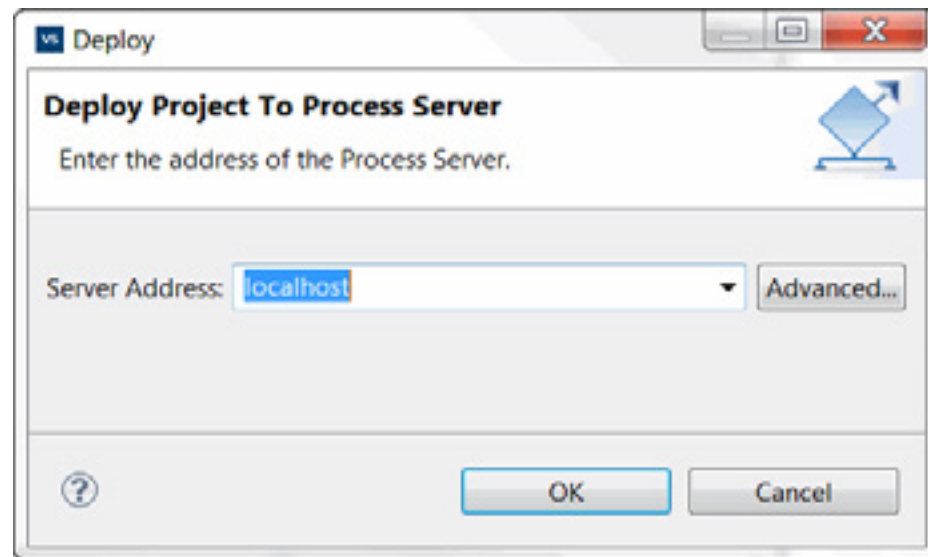 VS Deploy
Deploy Project To Process Server
Enter the address of the Process Server.
Server Address: localhost Advanced...
? OK Cancel